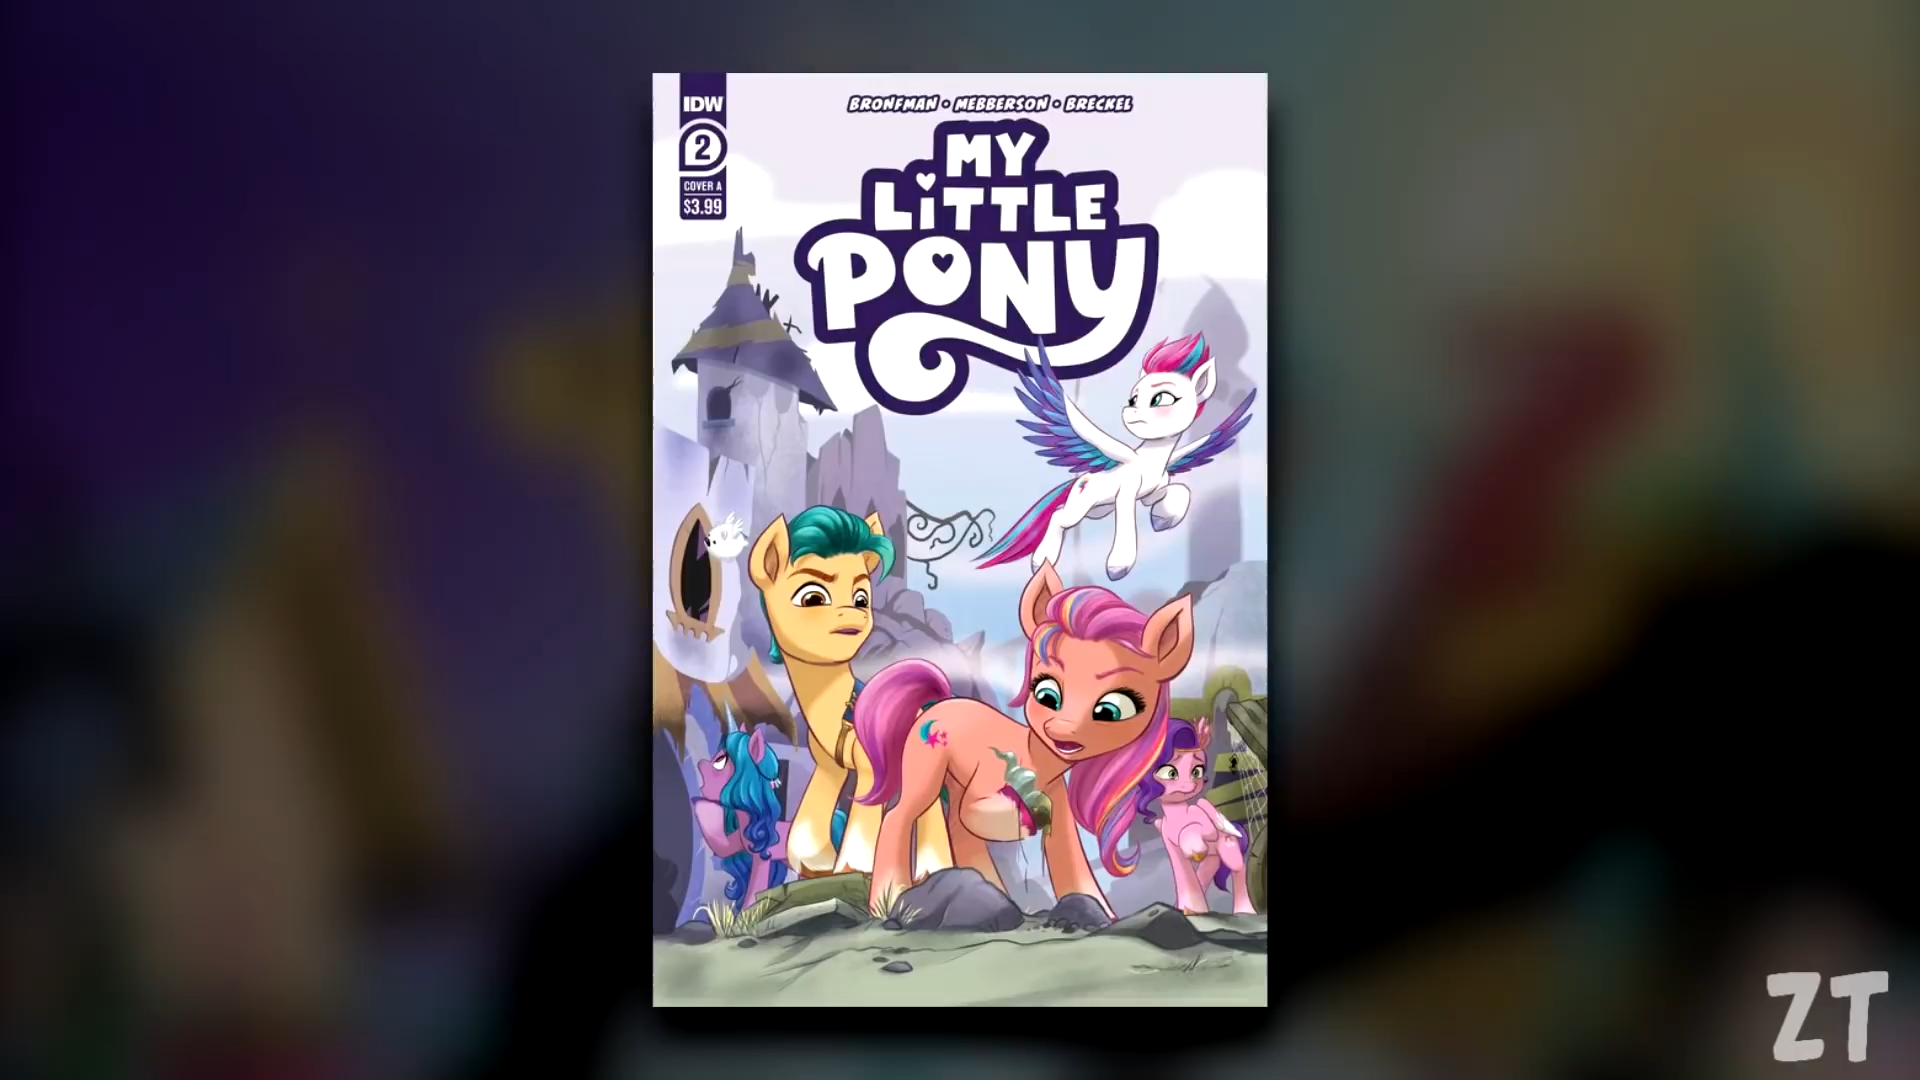 IDW
2
COVER A
$3.99
BRONFMAN • MEBBERSON • BRECKEL
MY
LiTTLE
PONY
ZT